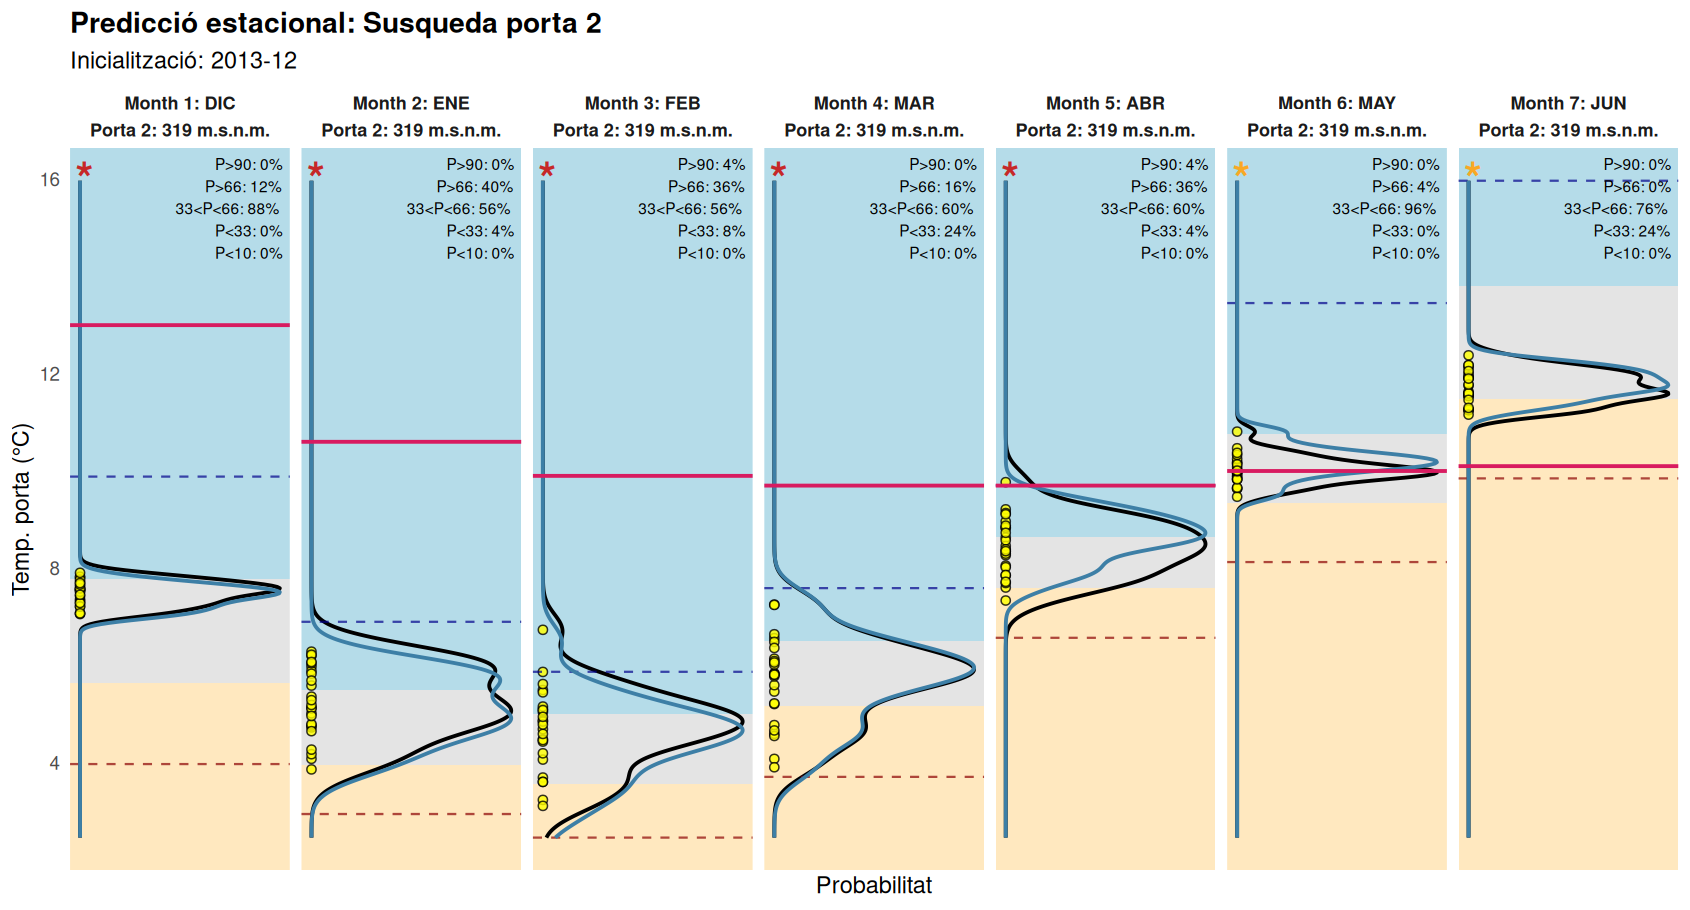 Predicció estacional: Susqueda porta 2
Inicialització: 2013-12
Month 1: DIC
Porta 2: 319 m.s.n.m.
Month 2: ENE
Porta 2: 319 m.s.n.m.
Month 3: FEB
Porta 2: 319 m.s.n.m.
Month 4: MAR
Porta 2: 319 m.s.n.m.
Month 5: ABR
Porta 2: 319 m.s.n.m.
Month 6: MAY
Porta 2: 319 m.s.n.m.
Month 7: JUN
Porta 2: 319 m.s.n.m.
*
P>90: 0%
P>66: 12%
33<P<66: 88%
P<33: 0%
P<10: 0%
*
P>90: 0%
P>66: 40%
33<P<66: 56%
P<33: 4%
P<10: 0%
*
P>90: 4%
P>66: 36%
33<P<66: 56%
P<33: 8%
P<10: 0%
*
P>90: 0%
P>66: 16%
33<P<66: 60%
P<33: 24%
P<10: 0%
*
P>90: 4%
P>66: 36%
33<P<66: 60%
P<33: 4%
P<10: 0%
*
P>90: 0%
P>66: 4%
33<P<66: 96%
P<33: 0%
P<10: 0%
*
P>90: 0%
P>66: 0%
33<P<66: 76%
P<33: 24%
P<10: 0%
16
12
8
4
Temp. porta (°C)
Probabilitat